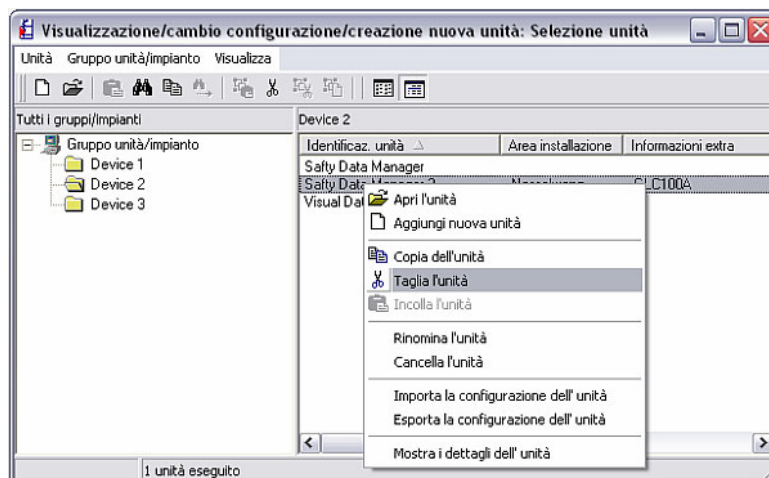 Visualizzazione/cambio configurazione/creazione nuova unità: Selezione unità
Unità Gruppo unità/impianto Visualizza
Tutti i gruppi/impianti
Gruppo unità/impianto
Device 1
Device 2
Device 3
Device 2
Identificaz. unità Area installazione Informazioni extra
Safty Data Manager
Safty Data Manager 2
Visual Dat
Apri l'unità
Aggiungi nuova unità
Copia dell'unità
Taglia l'unità
Incolla l'unità
Rinomina l'unità
Cancella l'unità
Importa la configurazione dell' unità
Esporta la configurazione dell' unità
Mostra i dettagli dell' unità
1 unità eseguito